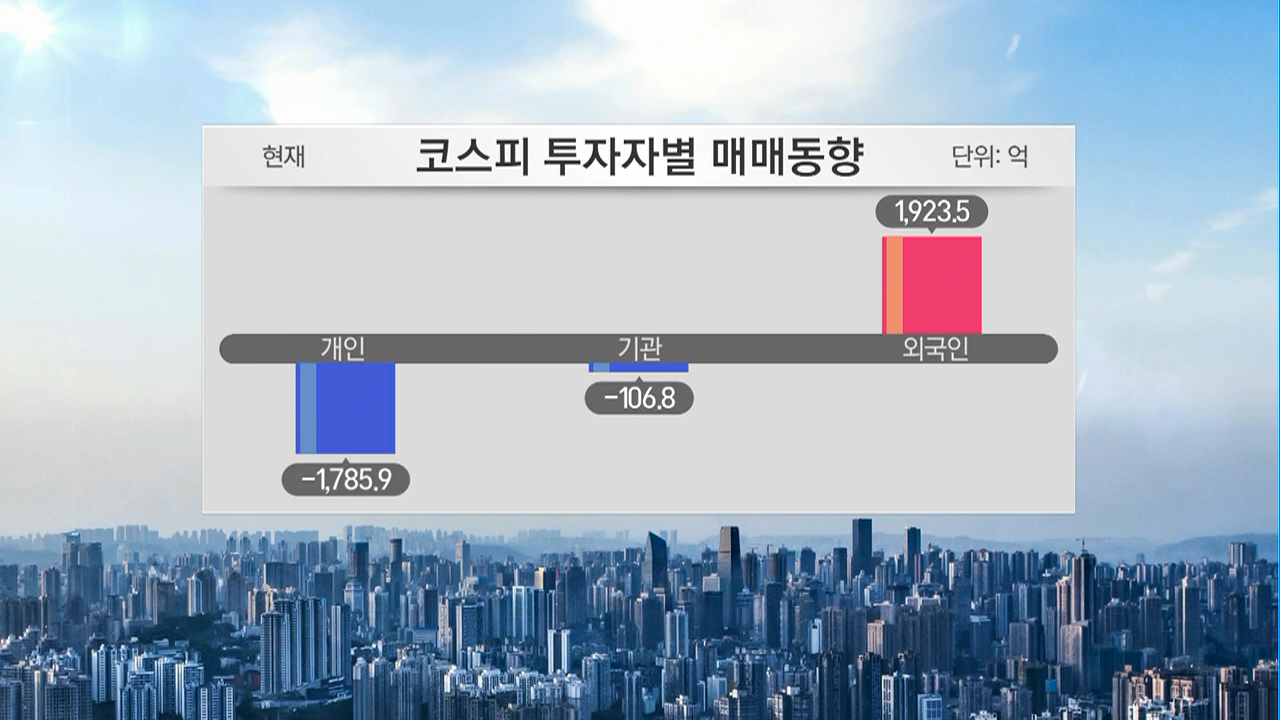 현재 코스피 투자자별 매매동향 단위: 억
1,923.5
개인 기관 외국인
-106.8
-1,785.9